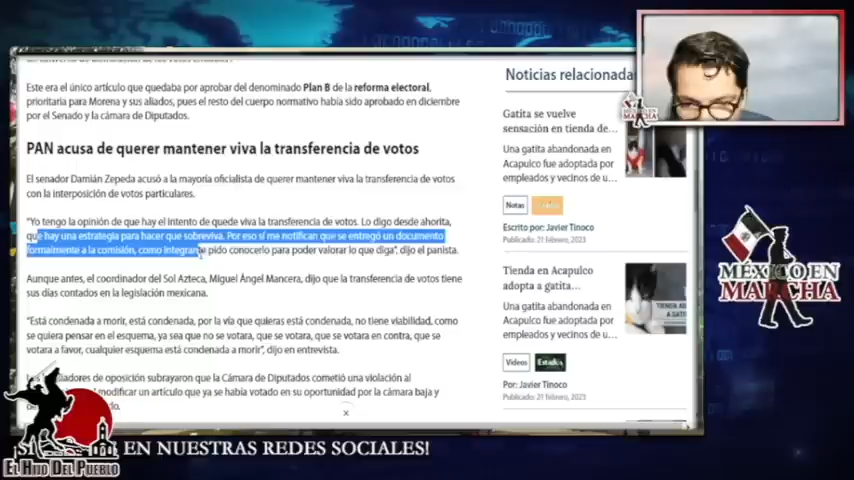 Este era el único artículo que quedaba por aprobar del denominado Plan B de la reforma electoral,
prioritaria para Morena y sus aliados, pues el resto del cuerpo normativo había sido aprobado en diciembre
por el Senado y la cámara de Diputados.
PAN acusa de querer mantener viva la transferencia de votos
El senador Damián Zepeda acusó a la mayoría oficialista de querer mantener viva la transferencia de votos
con la interposición de votos particulares.
"Yo tengo la opinión de que hay el intento de quede viva la transferencia de votos. Lo digo desde ahorita,
que hay una estrategia para hacer que sobreviva. Por eso sí me notifican que se entregó un documento
formalmente a la comisión, como integrante pido conocerlo para poder valorar lo que diga", dijo el panista.
Aunque antes, el coordinador del Sol Azteca, Miguel Ángel Mancera, dijo que la transferencia de votos tiene
sus días contados en la legislación mexicana.
"Está condenada a morir, está condenada, por la vía que quieras está condenada, no tiene viabilidad, como
se quiera pensar en el esquema, ya sea que no se votara, que se votara, que se votara en contra, que se
votara a favor, cualquier esquema está condenada a morir", dijo en entrevista.
de oposición subrayaron que la Cámara de Diputados cometió una violación al
modificar un artículo que ya se había votado en su oportunidad por la cámara baja y
Noticias relacionadas
Gatita se vuelve
sensación en tienda de...
Una gatita abandonada en
Acapulco fue adoptada por
empleados y vecinos de u...
Notas
Escrito por: Javier Tinoco
Publicado: 21 febrero, 2023
Tienda en Acapulco
adopta a gatita...
Una gatita abandonada en
Acapulco fue adoptada por
empleados y vecinos de u...
Videos Estado
Por: Javier Tinoco
Publicado: 21 febrero, 2023
MÉXICO EN
MARCHA
MÉXICO EN
MARCHA
EN NUESTRAS REDES SOCIALES!
EL HIJO DEL PUEBLO